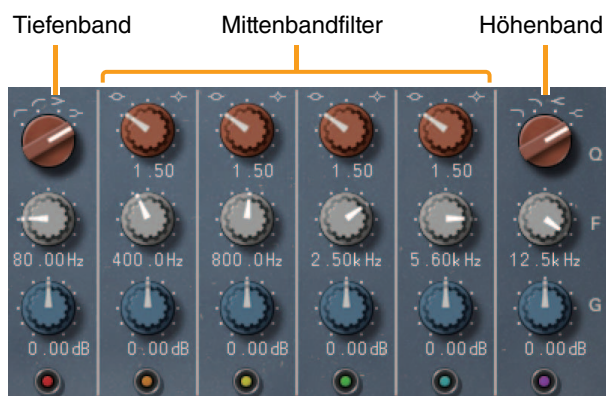 Tiefenband Mittenbandfilter Höhenband
1.50 1.50 1.50 1.50 Q
80.00Hz 400.0Hz 800.0Hz 2.50kHz 5.60kHz 12.5kHz F
0.00dB 0.00dB 0.00dB 0.00dB 0.00dB 0.00dB G